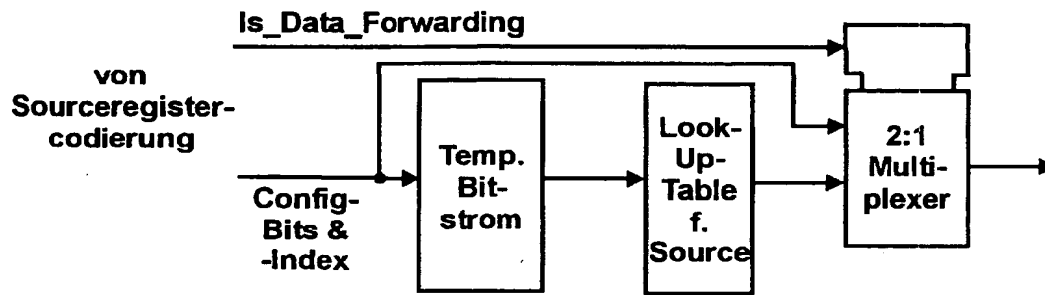 Is_Data_Forwarding
von
Sourceregister-
codierung
Config-
Bits &
-Index
Temp.
Bit-
strom
Look-
Up-
Table
f.
Source
2:1
Multi-
plexer